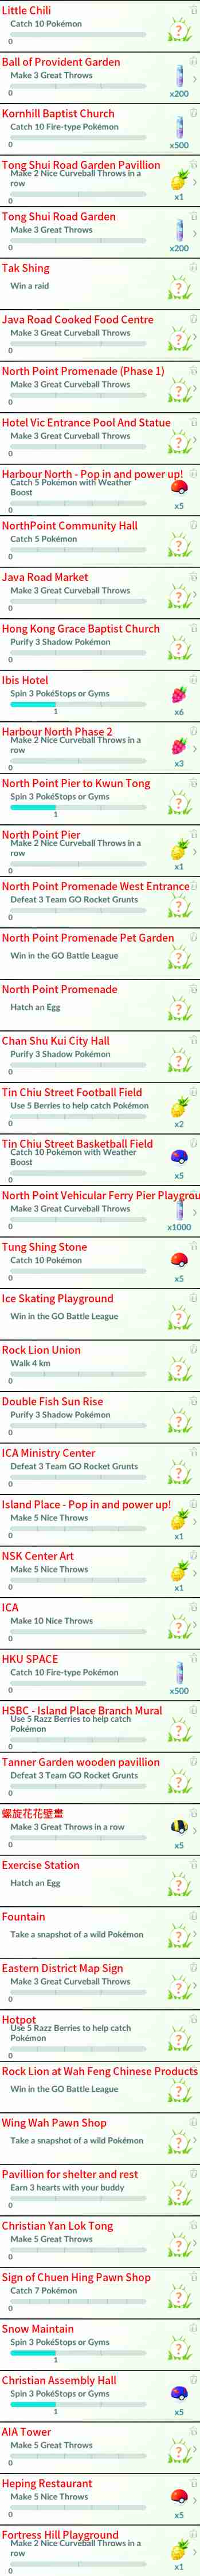 Little Chili
Catch 10 Pokémon
0
Ball of Provident Garden
Make 3 Great Throws
0
x200
Kornhill Baptist Church
Catch 10 Fire-type Pokémon
0
x500
Tong Shui Road Garden Pavillion
Make 2 Nice Curveball Throws in a
row
0
x1
Tong Shui Road Garden
Make 3 Great Throws
0
x200
Tak Shing
Win a raid
Java Road Cooked Food Centre
Make 3 Great Curveball Throws
0
North Point Promenade (Phase 1)
Make 3 Great Curveball Throws
0
Hotel Vic Entrance Pool And Statue
Make 3 Great Curveball Throws
0
Harbour North - Pop in and power up!
Catch 5 Pokémon with Weather
Boost
0
x5
NorthPoint Community Hall
Catch 5 Pokémon
0
Java Road Market
Make 3 Great Curveball Throws
0
Hong Kong Grace Baptist Church
Purify 3 Shadow Pokémon
0
Ibis Hotel
Spin 3 PokéStops or Gyms
1
x6
Harbour North Phase 2
Make 2 Nice Curveball Throws in a
row
0
x3
North Point Pier to Kwun Tong
Spin 3 PokéStops or Gyms
1
North Point Pier
Make 2 Nice Curveball Throws in a
row
0
x1
North Point Promenade West Entrance
Defeat 3 Team GO Rocket Grunts
0
North Point Promenade Pet Garden
Win in the GO Battle League
North Point Promenade
Hatch an Egg
Chan Shu Kui City Hall
Purify 3 Shadow Pokémon
0
Tin Chiu Street Football Field
Use 5 Berries to help catch Pokémon
0
x2
Tin Chiu Street Basketball Field
Catch 10 Pokémon with Weather
Boost
0
x5
North Point Vehicular Ferry Pier Playgrou
Make 3 Great Curveball Throws
0
x1000
Tung Shing Stone
Catch 10 Pokémon
0
x5
Ice Skating Playground
Win in the GO Battle League
Rock Lion Union
Walk 4 km
0
Double Fish Sun Rise
Purify 3 Shadow Pokémon
0
ICA Ministry Center
Defeat 3 Team GO Rocket Grunts
0
Island Place - Pop in and power up!
Make 5 Nice Throws
0
x1
NSK Center Art
Make 5 Nice Throws
0
x1
ICA
Make 10 Nice Throws
0
HKU SPACE
Catch 10 Fire-type Pokémon
0
x500
HSBC - Island Place Branch Mural
Use 5 Razz Berries to help catch
Pokémon
0
Tanner Garden wooden pavillion
Defeat 3 Team GO Rocket Grunts
0
螺旋花花壁畫
Make 3 Great Throws in a row
0
x5
Exercise Station
Hatch an Egg
Fountain
Take a snapshot of a wild Pokémon
Eastern District Map Sign
Make 3 Great Curveball Throws
0
Hotpot
Use 5 Razz Berries to help catch
Pokémon
0
Rock Lion at Wah Feng Chinese Products
Win in the GO Battle League
Wing Wah Pawn Shop
Take a snapshot of a wild Pokémon
Pavillion for shelter and rest
Earn 3 hearts with your buddy
0
Christian Yan Lok Tong
Make 5 Great Throws
0
Sign of Chuen Hing Pawn Shop
Catch 7 Pokémon
0
Snow Maintain
Spin 3 PokéStops or Gyms
1
Christian Assembly Hall
Spin 3 PokéStops or Gyms
1
x5
AIA Tower
Make 5 Great Throws
0
Heping Restaurant
Make 5 Nice Throws
0
x5
Fortress Hill Playground
Make 2 Nice Curveball Throws in a
row
0
x1